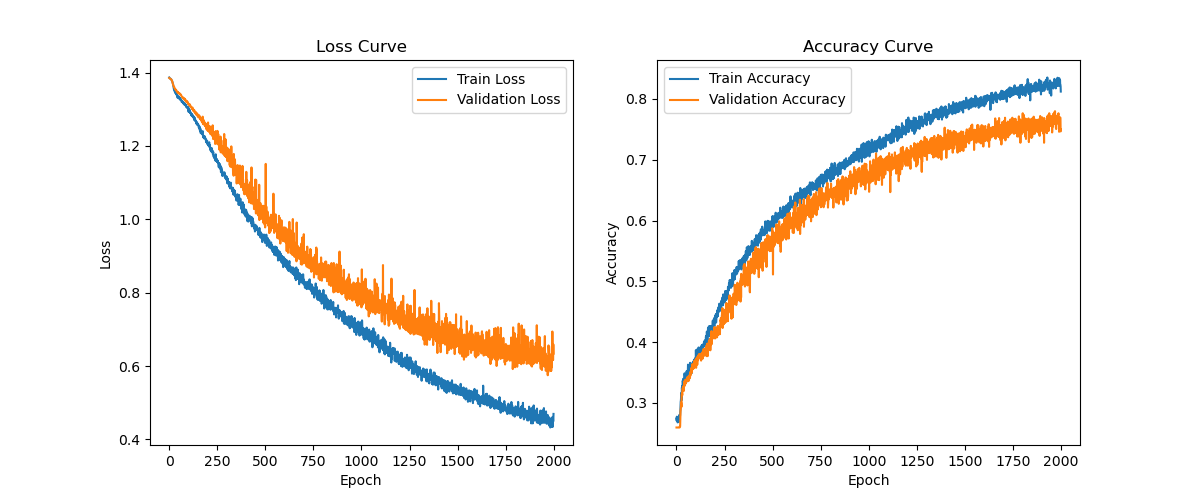 Loss Curve
1.4
1.2
1.0
0.8
0.6
0.4
Loss
0 250 500 750 1000 1250 1500 1750 2000
Epoch
Train Loss
Validation Loss
Accuracy Curve
0.8
0.7
0.6
0.5
0.4
0.3
Accuracy
0 250 500 750 1000 1250 1500 1750 2000
Epoch
Train Accuracy
Validation Accuracy